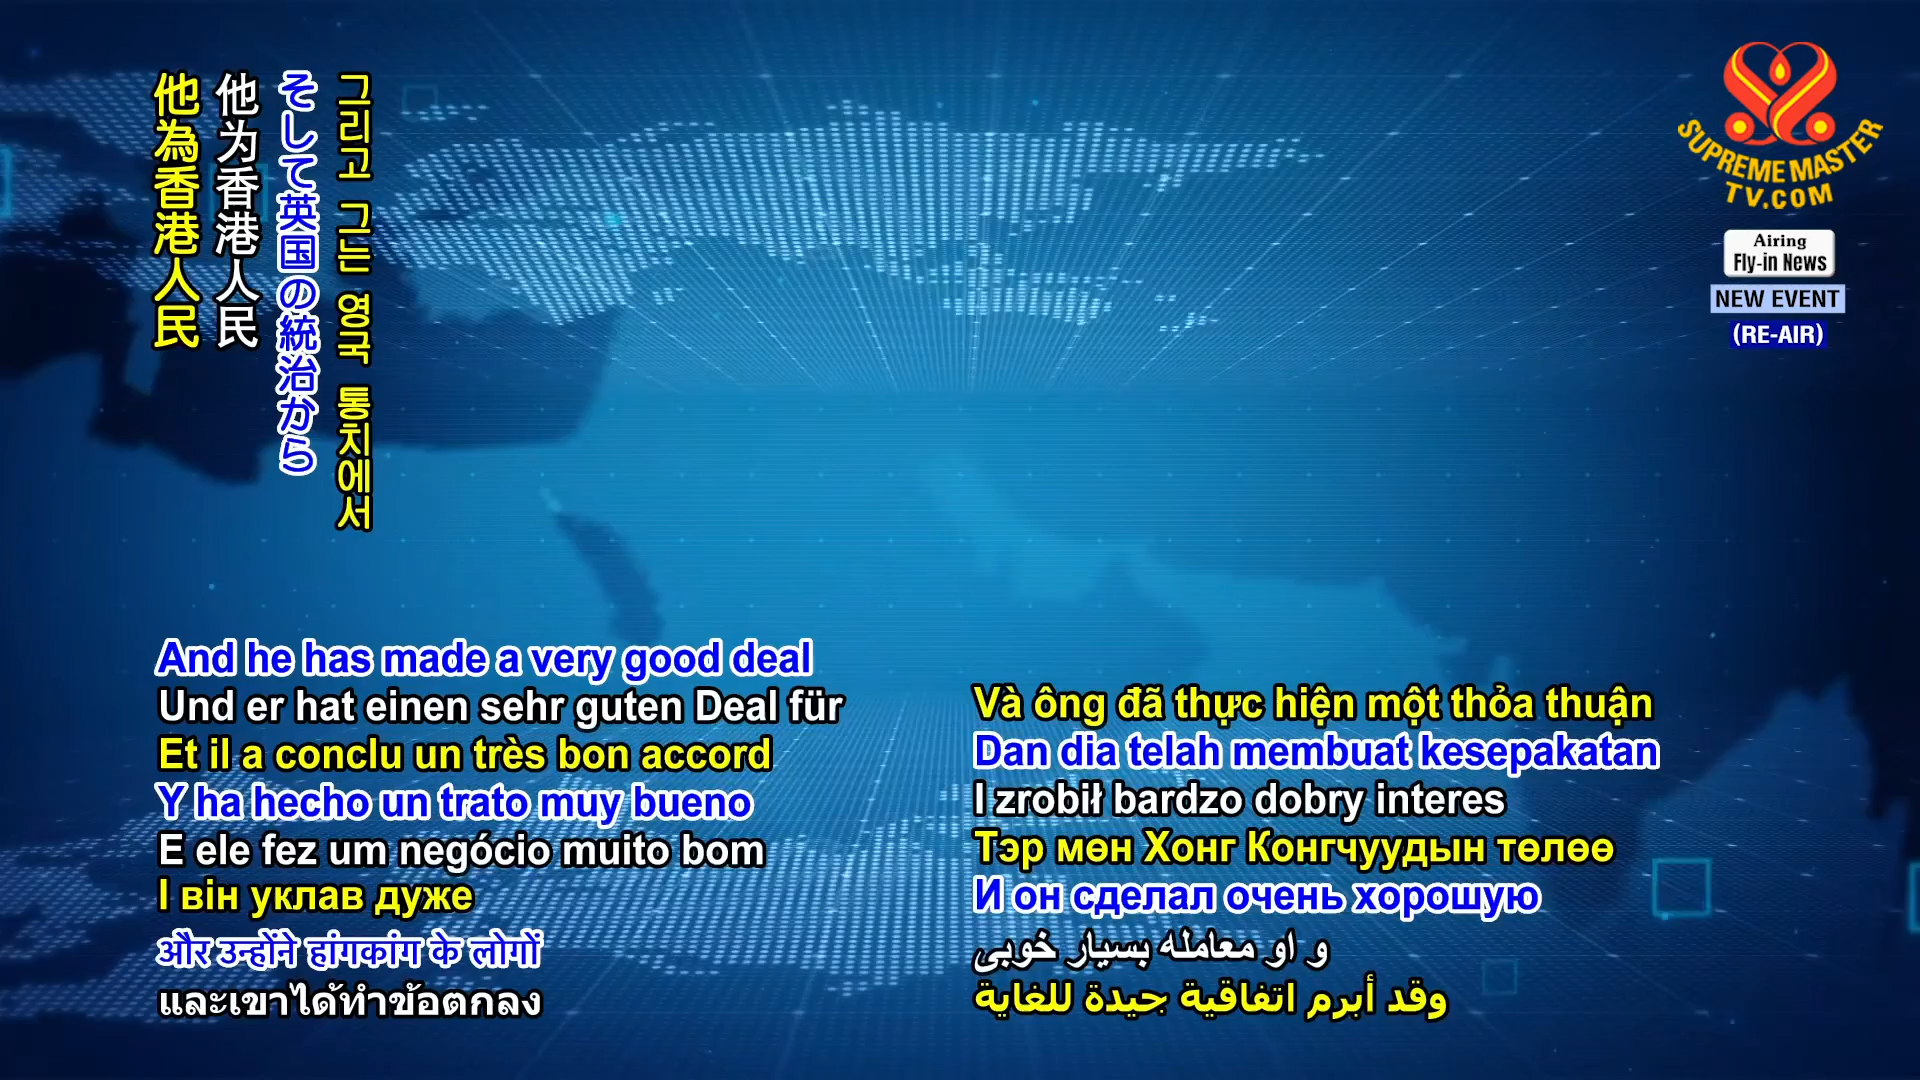 他為香港人民
他为香港人民
そして英国の統治から
그리고 그는 영국 통치에서
SUPREME MASTER
TV.COM
Airing
Fly-in News
NEW EVENT
(RE-AIR)
And he has made a very good deal
Und er hat einen sehr guten Deal für
Et il a conclu un très bon accord
Y ha hecho un trato muy bueno
E ele fez um negócio muito bom
І він уклав дуже
और उन्होंने हांगकांग के लोगों
และเขาได้ทำข้อตกลง
Và ông đã thực hiện một thỏa thuận
Dan dia telah membuat kesepakatan
I zrobił bardzo dobry interes
Тэр мөн Хонг Конгчуудын төлөө
И он сделал очень хорошую
و او معامله بسیار خوبی
وقد أبرم اتفاقية جيدة للغاية